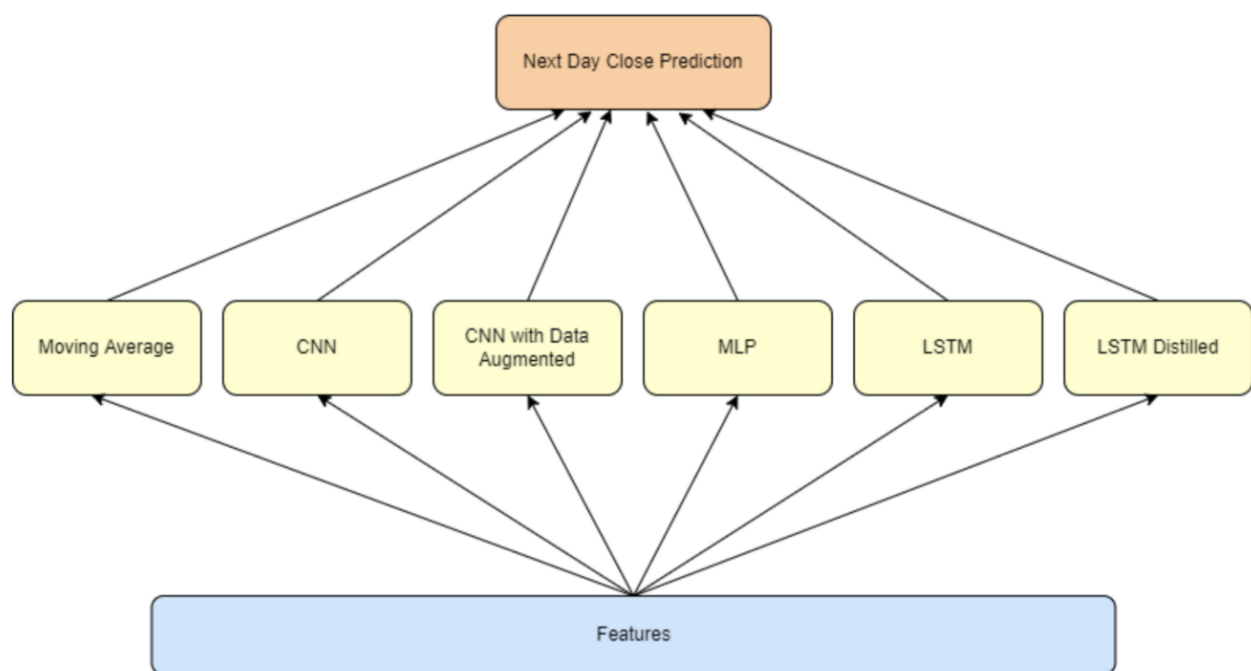 Next Day Close Prediction
Moving Average
CNN
CNN with Data
Augmented
MLP
LSTM
LSTM Distilled
Features